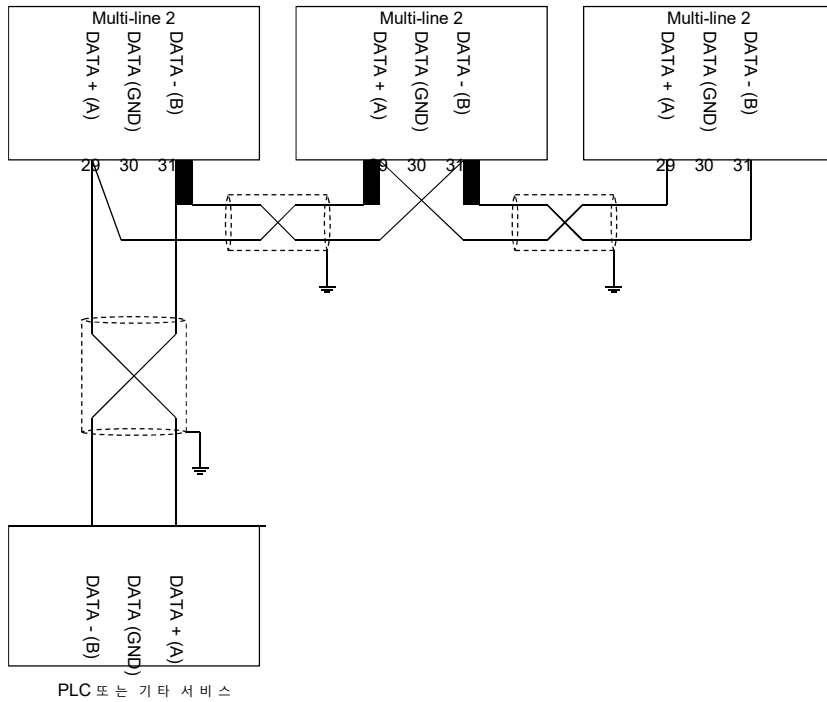 Multi-line 2
DATA + (A)
DATA (GND)
DATA - (B)
29 30 31
Multi-line 2
DATA + (A)
DATA (GND)
DATA - (B)
29 30 31
Multi-line 2
DATA + (A)
DATA (GND)
DATA - (B)
29 30 31
DATA - (B)
DATA (GND)
DATA + (A)
PLC 또는 기타 서비스